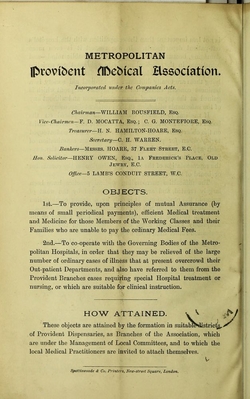 METROPOLITAN
Provident Medical Association.
Incorporated under the Companies Acts.
Chairman—WILLIAM BOUSFIELD, ESQ.
Vice-Chairmen—F. D. MOCATTA, ESQ.; C. G. MONTEFIORE, ESQ.
Treasurer—H. N. HAMILTON-HOARE, ESQ.
Secretary—C. H. WARREN.
Bankers—MESSRS. HOARE, 37 FLEET STREET, E.C.
Hon. Solicitor—HENRY OWEN, ESQ., 1A FREDERICK'S PLACE, OLD
JEWRY, E.C.
Office—5 LAMB'S CONDUIT STREET, W.C.
OBJECTS.
1st.—To provide, upon principles of mutual Assurance (by
means of small periodical payments), efficient Medical treatment
and Medicine for those Members of the Working Classes and their
Families who are unable to pay the ordinary Medical Fees.
2nd.—To co-operate with the Governing Bodies of the Metro-
politan Hospitals, in order that they may be relieved of the large
number of ordinary cases of illness that at present overcrowd their
Out-patient Departments, and also have referred to them from the
Provident Branches cases requiring special Hospital treatment or
nursing, or which are suitable for clinical instruction.
HOW ATTAINED.
These objects are attained by the formation in suitable districts
of Provident Dispensaries, as Branches of the Association, which
are under the Management of Local Committees, and to which the
local Medical Practitioners are invited to attach themselves.
Spottiswoode & Co. Printers, New-street Square, London.